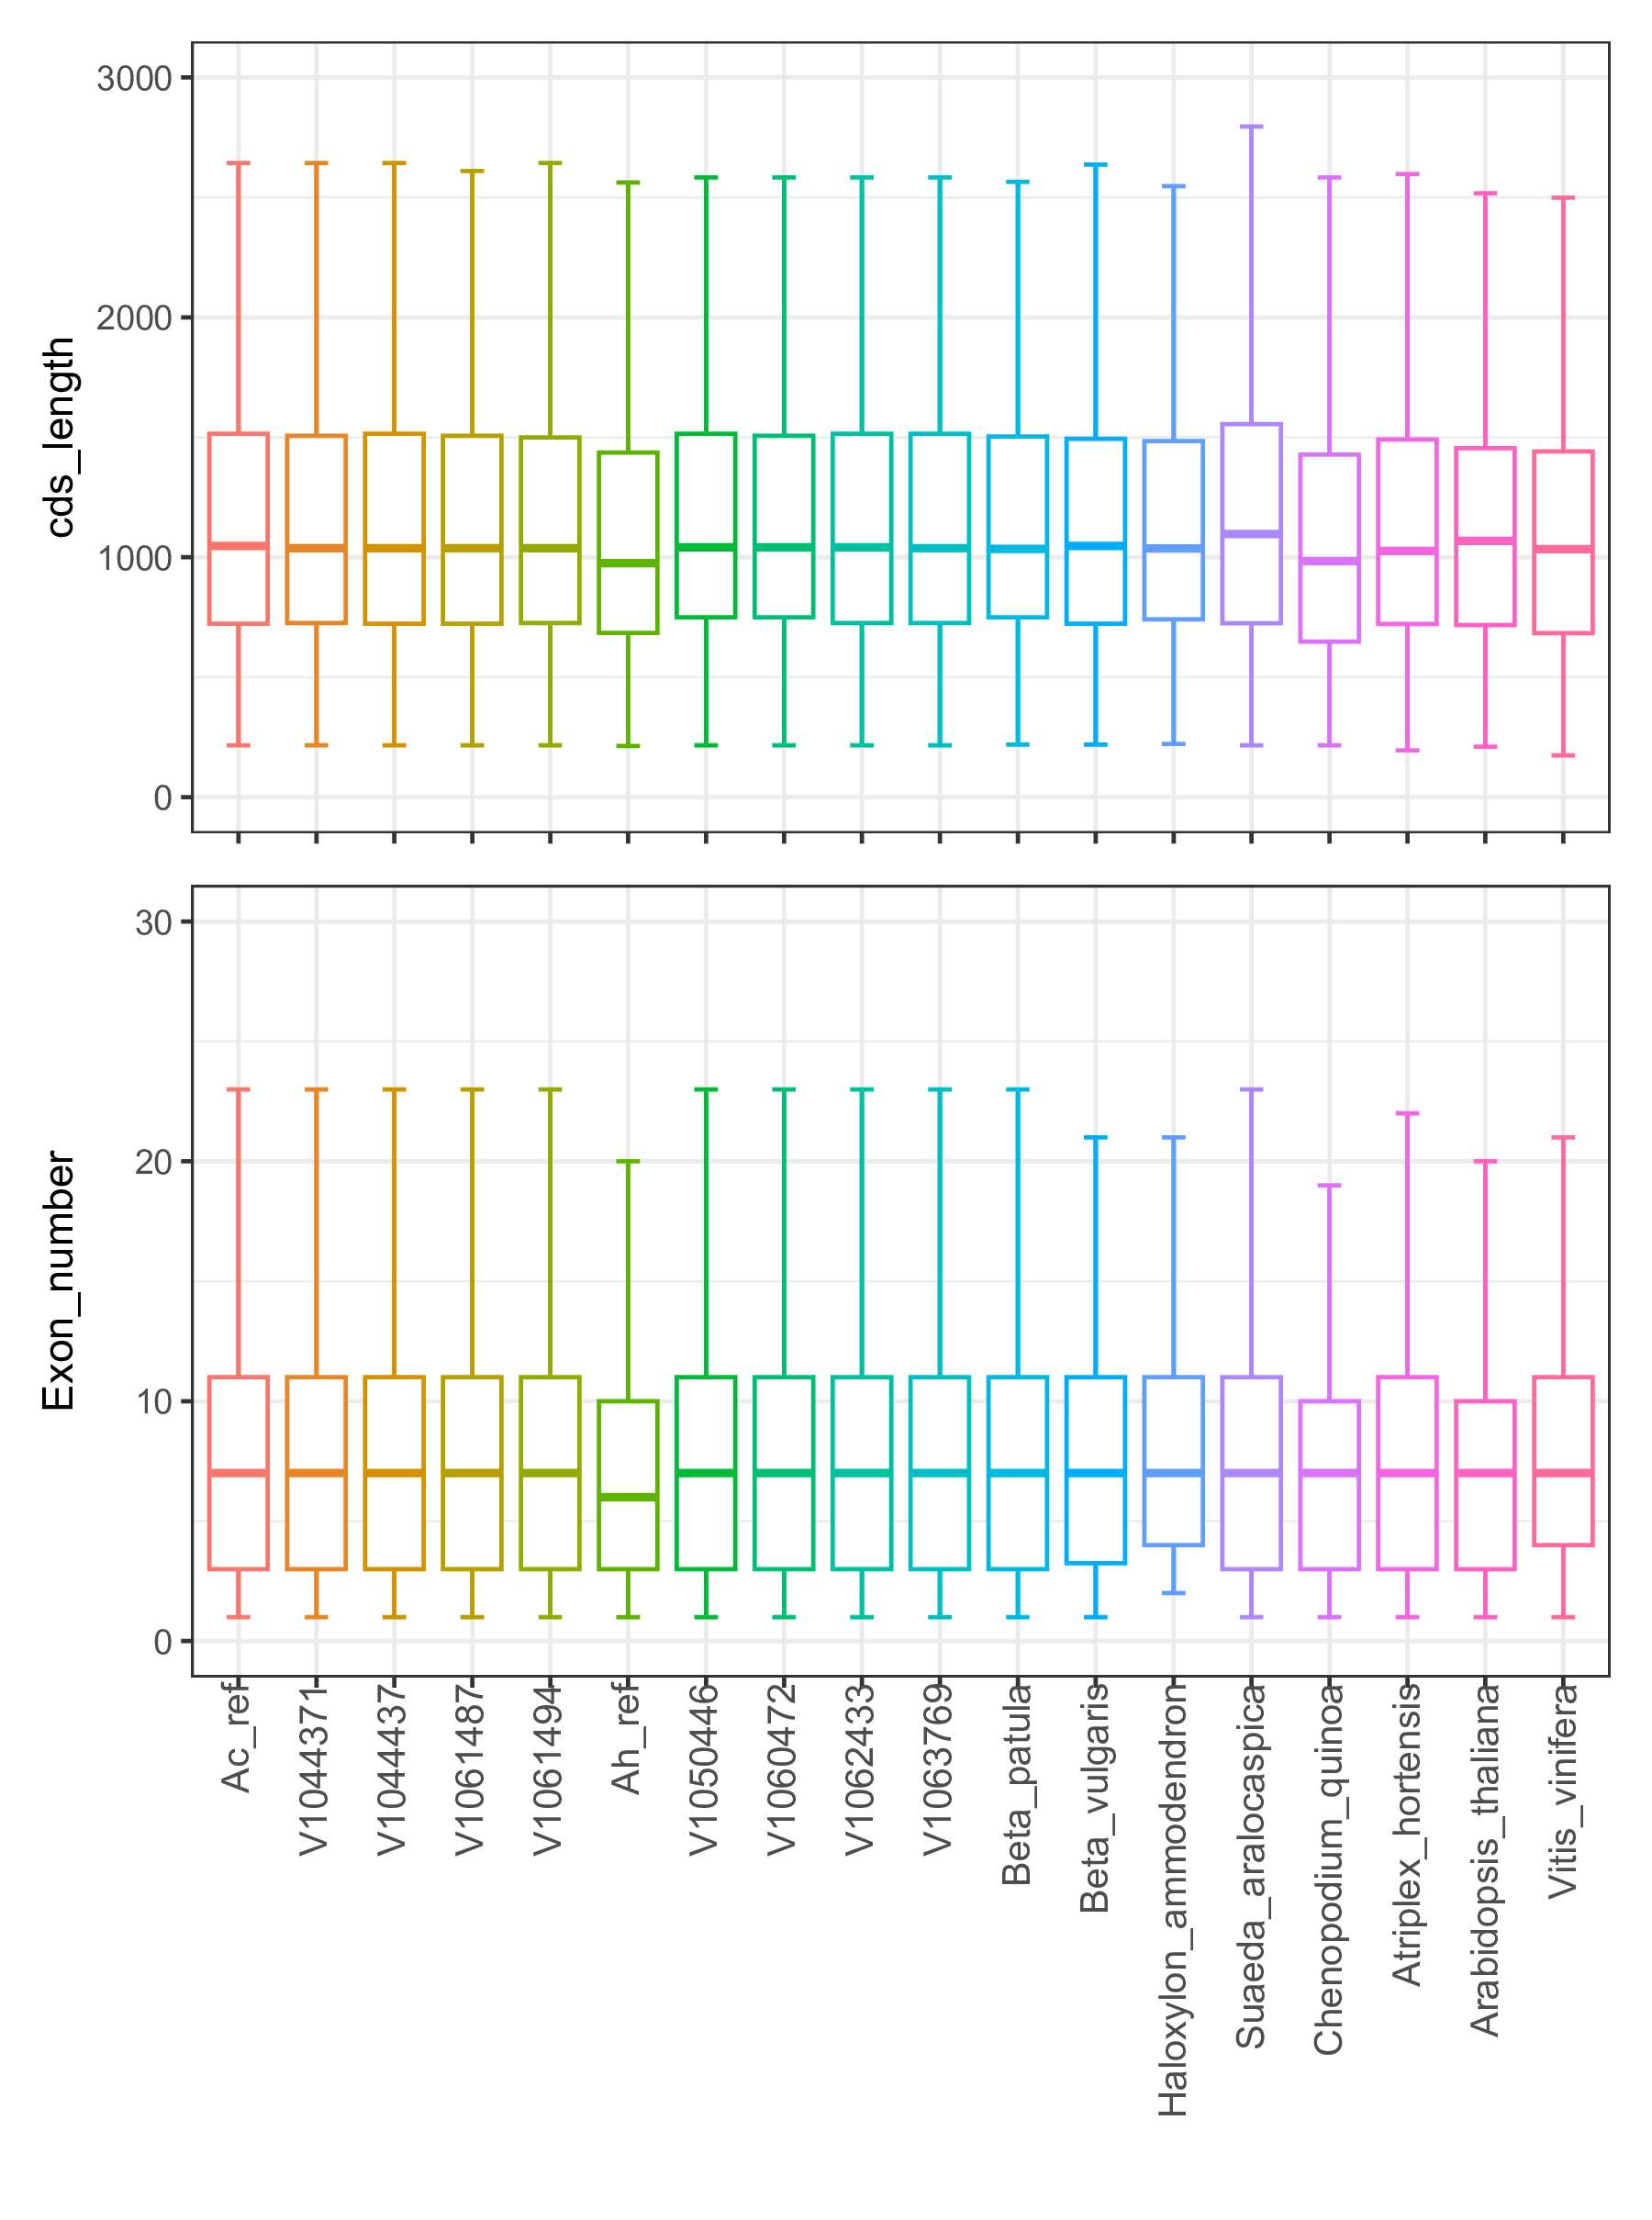 3000
2000
1000
0
cds_length
30
20
10
0
Exon_number
Ac_ref
V1044371
V1044437
V1061487
V1061494
Ah_ref
V1050446
V1060472
V1062433
V1063769
Beta_patula
Beta_vulgaris
Haloxylon_ammodendron
Suaeda_aralocaspica
Chenopodium_quinoa
Atriplex_hortensis
Arabidopsis_thaliana
Vitis_vinifera